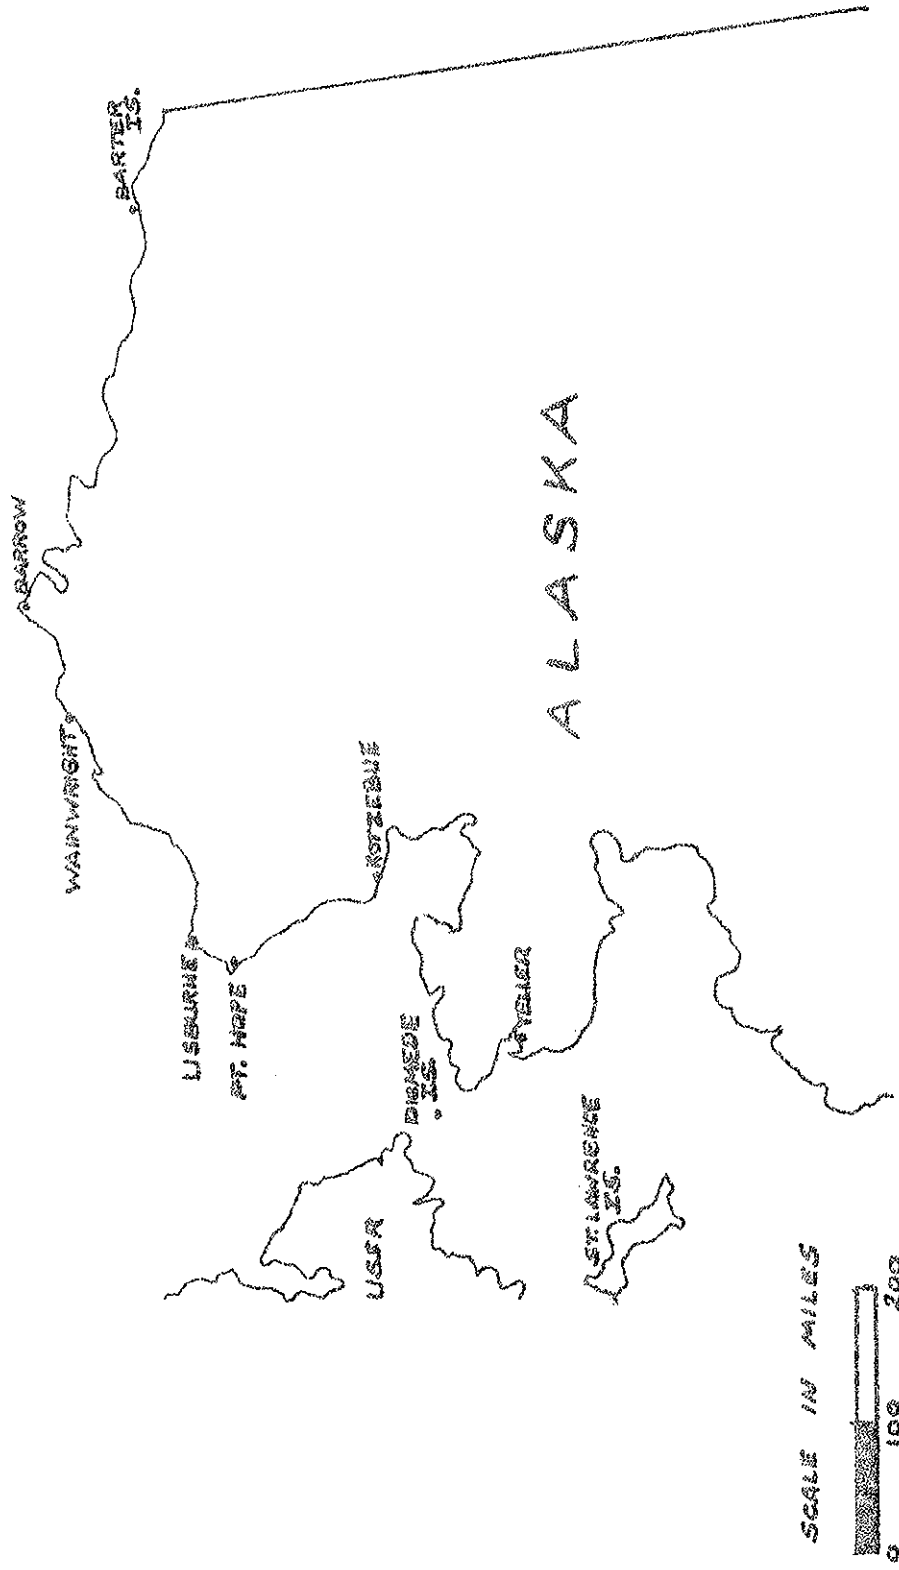 BARROW
BARTER
IS.
WAINWRIGHT
LISBURNE
PT. HOPE
KOTZEBUE
DIOMEDE
IS.
USSR
ALASKA
ST. LAWRENCE
IS.
SCALE IN MILES
0 100 200